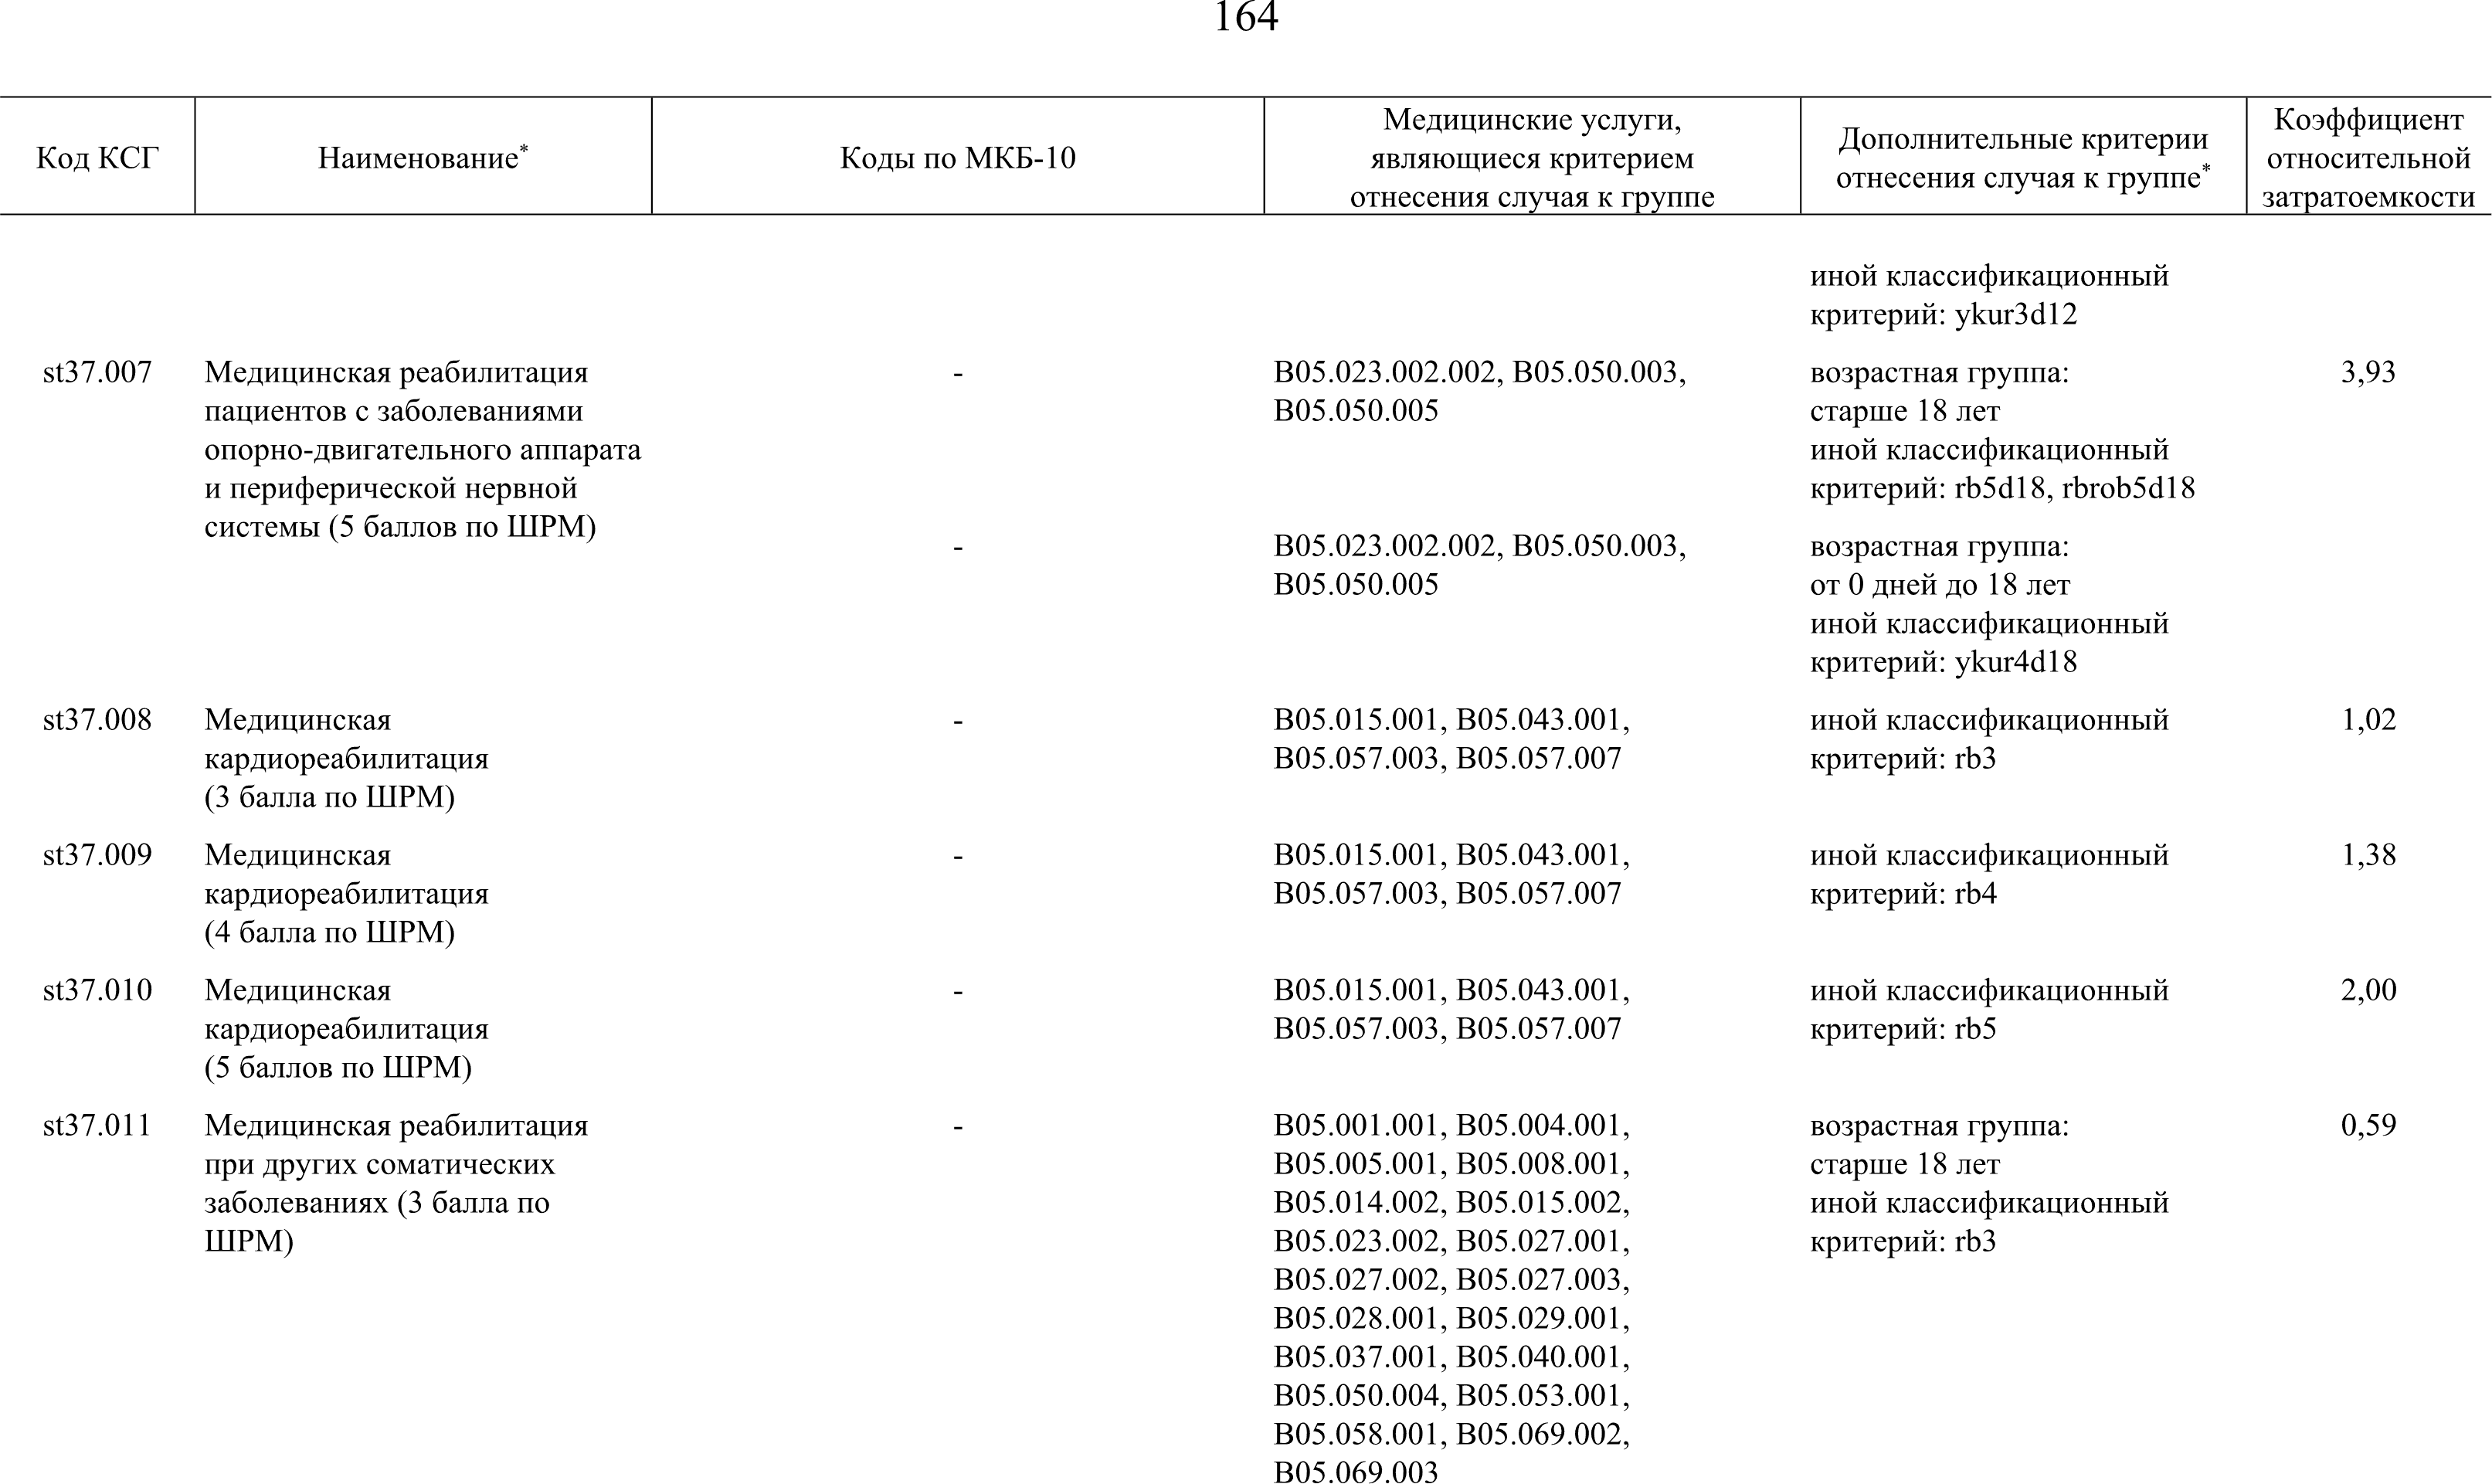 164
Код КСГ
Наименование*
Коды по МКБ-10
Медицинские услуги,
являющиеся критерием
отнесения случая к группе
Дополнительные критерии
отнесения случая к группе*
Коэффициент
относительной
затратоемкости
иной классификационный
критерий: ykur3d12
st37.007
Медицинская реабилитация
пациентов с заболеваниями
опорно-двигательного аппарата
и периферической нервной
системы (5 баллов по ШРМ)
-
B05.023.002.002, B05.050.003,
B05.050.005
возрастная группа:
старше 18 лет
иной классификационный
критерий: rb5d18, rbrob5d18
3,93
-
B05.023.002.002, B05.050.003,
B05.050.005
возрастная группа:
от 0 дней до 18 лет
иной классификационный
критерий: ykur4d18
st37.008
Медицинская
кардиореабилитация
(3 балла по ШРМ)
-
B05.015.001, B05.043.001,
B05.057.003, B05.057.007
иной классификационный
критерий: rb3
1,02
st37.009
Медицинская
кардиореабилитация
(4 балла по ШРМ)
-
B05.015.001, B05.043.001,
B05.057.003, B05.057.007
иной классификационный
критерий: rb4
1,38
st37.010
Медицинская
кардиореабилитация
(5 баллов по ШРМ)
-
B05.015.001, B05.043.001,
B05.057.003, B05.057.007
иной классификационный
критерий: rb5
2,00
st37.011
Медицинская реабилитация
при других соматических
заболеваниях (3 балла по
ШРМ)
-
B05.001.001, B05.004.001,
B05.005.001, B05.008.001,
B05.014.002, B05.015.002,
B05.023.002, B05.027.001,
B05.027.002, B05.027.003,
B05.028.001, B05.029.001,
B05.037.001, B05.040.001,
B05.050.004, B05.053.001,
B05.058.001, B05.069.002,
B05.069.003
возрастная группа:
старше 18 лет
иной классификационный
критерий: rb3
0,59